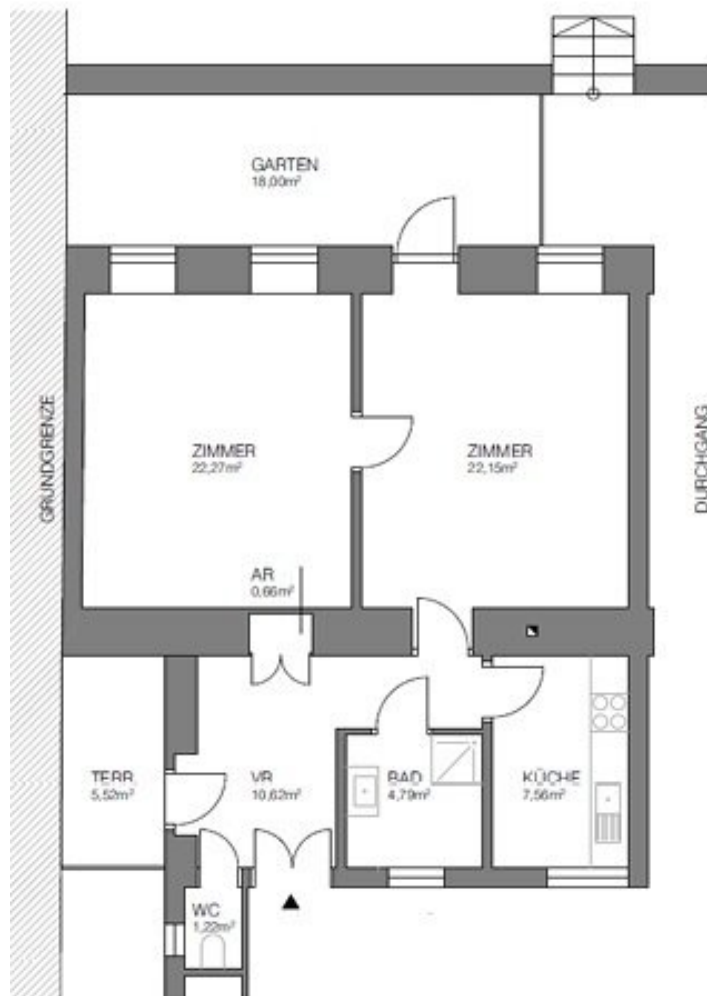 GARTEN
18,00m²
GRUNDGRENZE
ZIMMER
22,27m²
ZIMMER
22,15m²
DURCHGANG
AR
0,66m²
TERR
5,52m²
VR
10,62m²
BAD
4,79m²
KÜCHE
7,56m²
WC
1,22m²